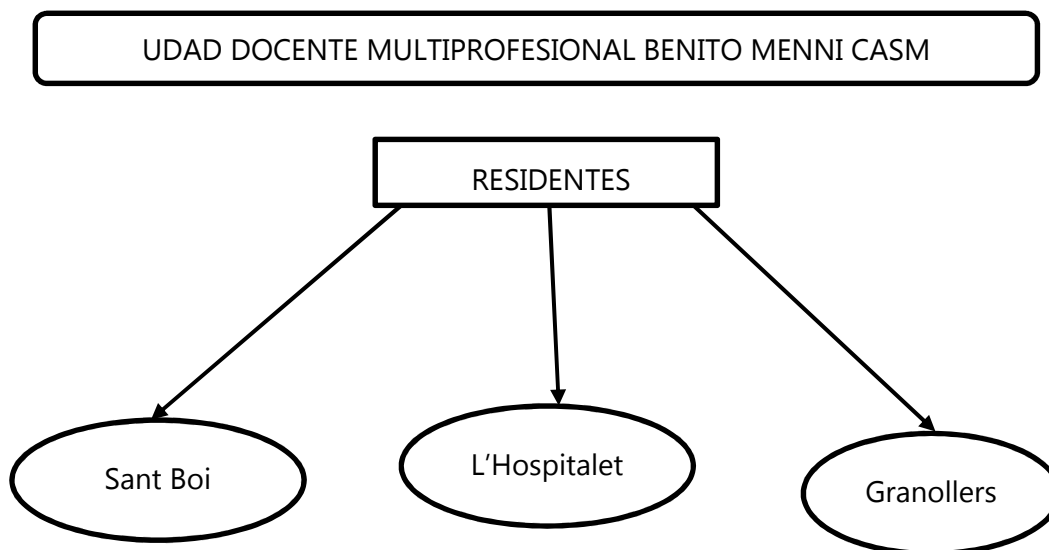 UDAD DOCENTE MULTIPROFESIONAL BENITO MENNI CASM
RESIDENTES
Sant Boi
L’Hospitalet
Granollers